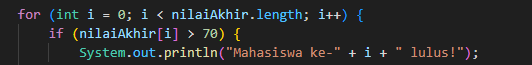 for (int i = 0; i < nilaiAkhir.length; i++) {
    if (nilaiAkhir[i] > 70) {
        System.out.println("Mahasiswa ke-" + i + " lulus!");